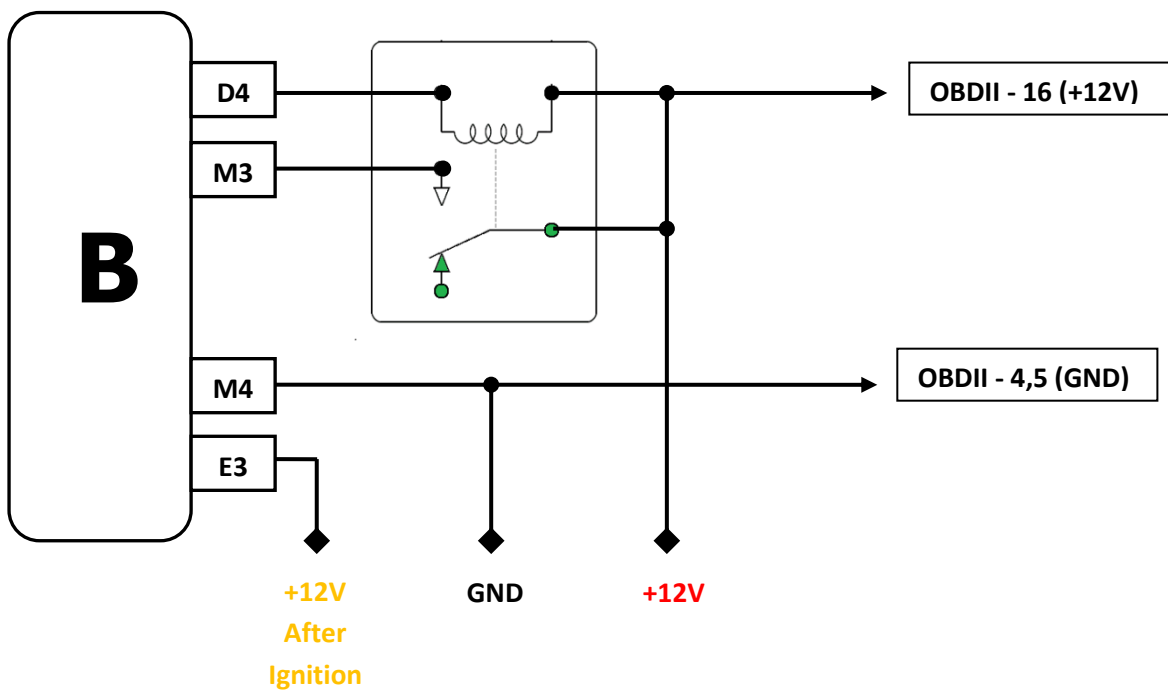 D4
OBDII - 16 (+12V)
M3
B
M4
OBDII - 4,5 (GND)
E3
+12V
After
Ignition
GND
+12V